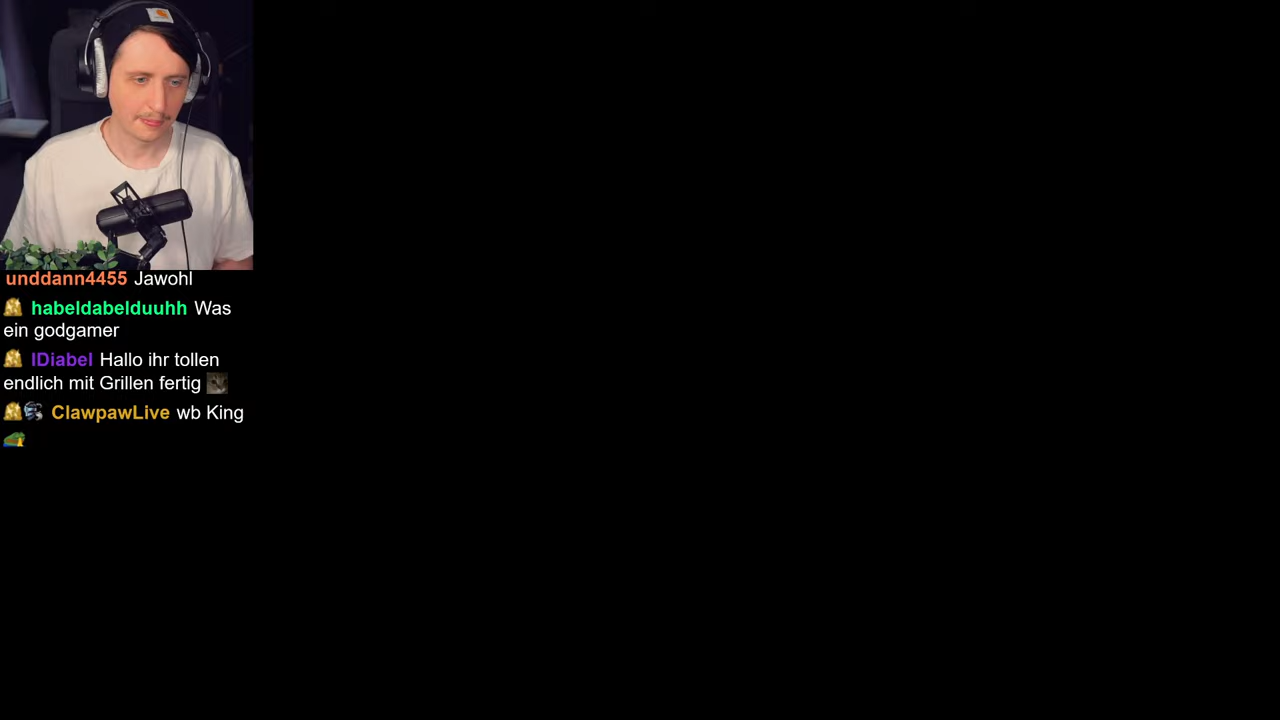 unddann4455 Jawohl
habeldabelduuhh Was
ein godgamer
IDiabel Hallo ihr tollen
endlich mit Grillen fertig
ClawpawLive wb King